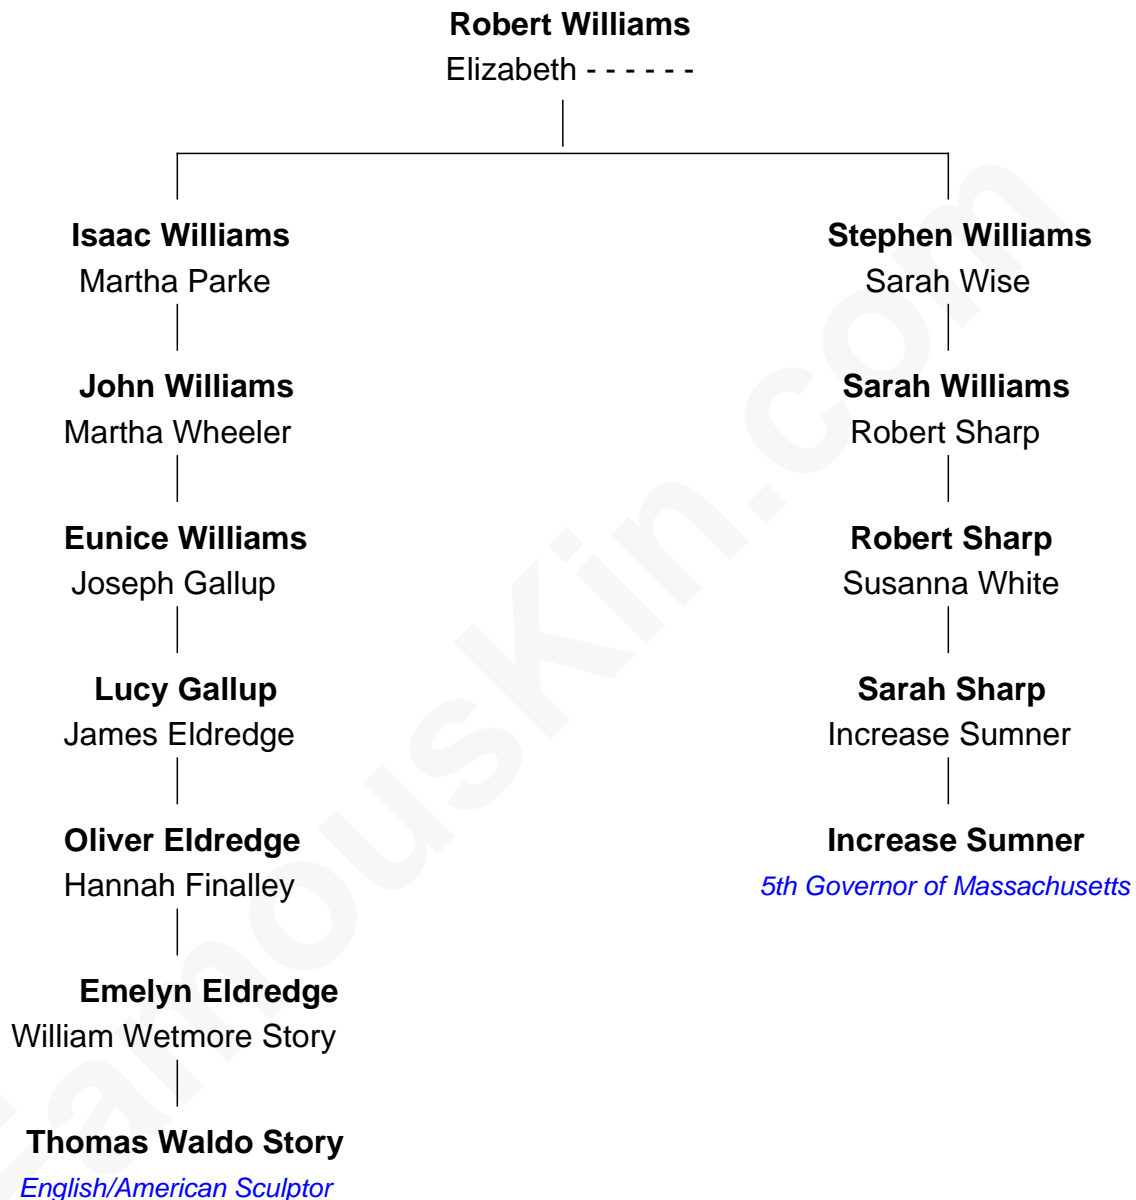 Robert Williams
Elizabeth - - - - - -
Isaac Williams
Martha Parke
John Williams
Martha Wheeler
Eunice Williams
Joseph Gallup
Lucy Gallup
James Eldredge
Oliver Eldredge
Hannah Finalley
Emelyn Eldredge
William Wetmore Story
Thomas Waldo Story
English/American Sculptor
Stephen Williams
Sarah Wise
Sarah Williams
Robert Sharp
Robert Sharp
Susanna White
Sarah Sharp
Increase Sumner
Increase Sumner
5th Governor of Massachusetts
FamousKin.com